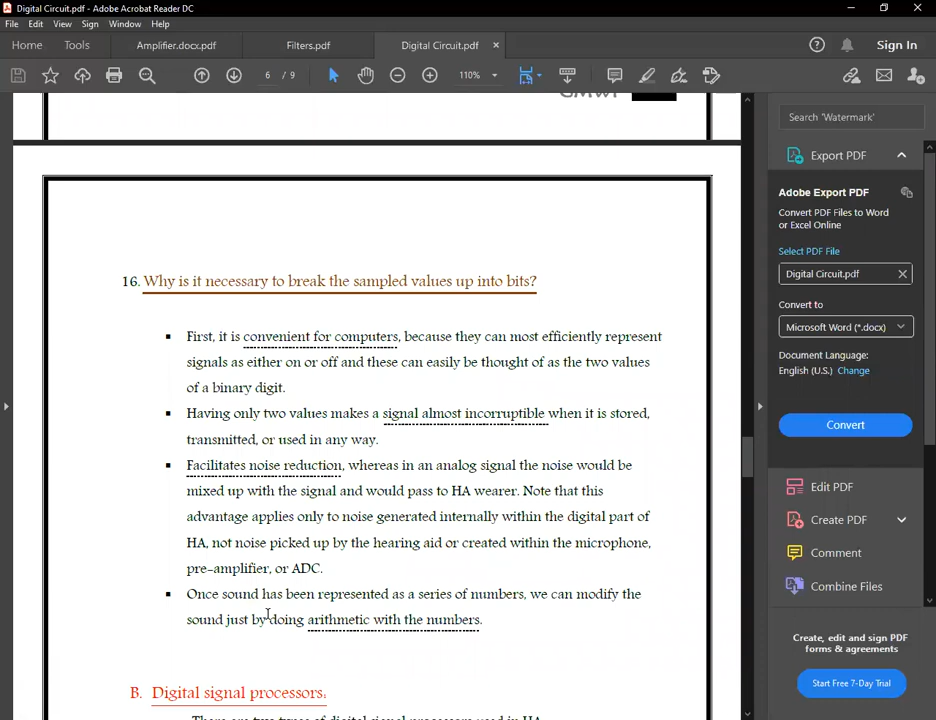 Digital Circuit.pdf - Adobe Acrobat Reader DC
File Edit View Sign Window Help
Home Tools Amplifier.docx.pdf Filters.pdf Digital Circuit.pdf × Sign In
6 / 9 110%
Search 'Watermark'
Export PDF
Adobe Export PDF
Convert PDF Files to Word
or Excel Online
Select PDF File
Digital Circuit.pdf
Convert to
Microsoft Word (*.docx)
Document Language:
English (U.S.) Change
Convert
Edit PDF
Create PDF
Comment
Combine Files
Create, edit and sign PDF
forms & agreements
Start Free 7-Day Trial
16. Why is it necessary to break the sampled values up into bits?
▪ First, it is convenient for computers, because they can most efficiently represent
signals as either on or off and these can easily be thought of as the two values
of a binary digit.
▪ Having only two values makes a signal almost incorruptible when it is stored,
transmitted, or used in any way.
▪ Facilitates noise reduction, whereas in an analog signal the noise would be
mixed up with the signal and would pass to HA wearer. Note that this
advantage applies only to noise generated internally within the digital part of
HA, not noise picked up by the hearing aid or created within the microphone,
pre-amplifier, or ADC.
▪ Once sound has been represented as a series of numbers, we can modify the
sound just by doing arithmetic with the numbers.
B. Digital signal processors:
There are two types of digital signal processors used in HA